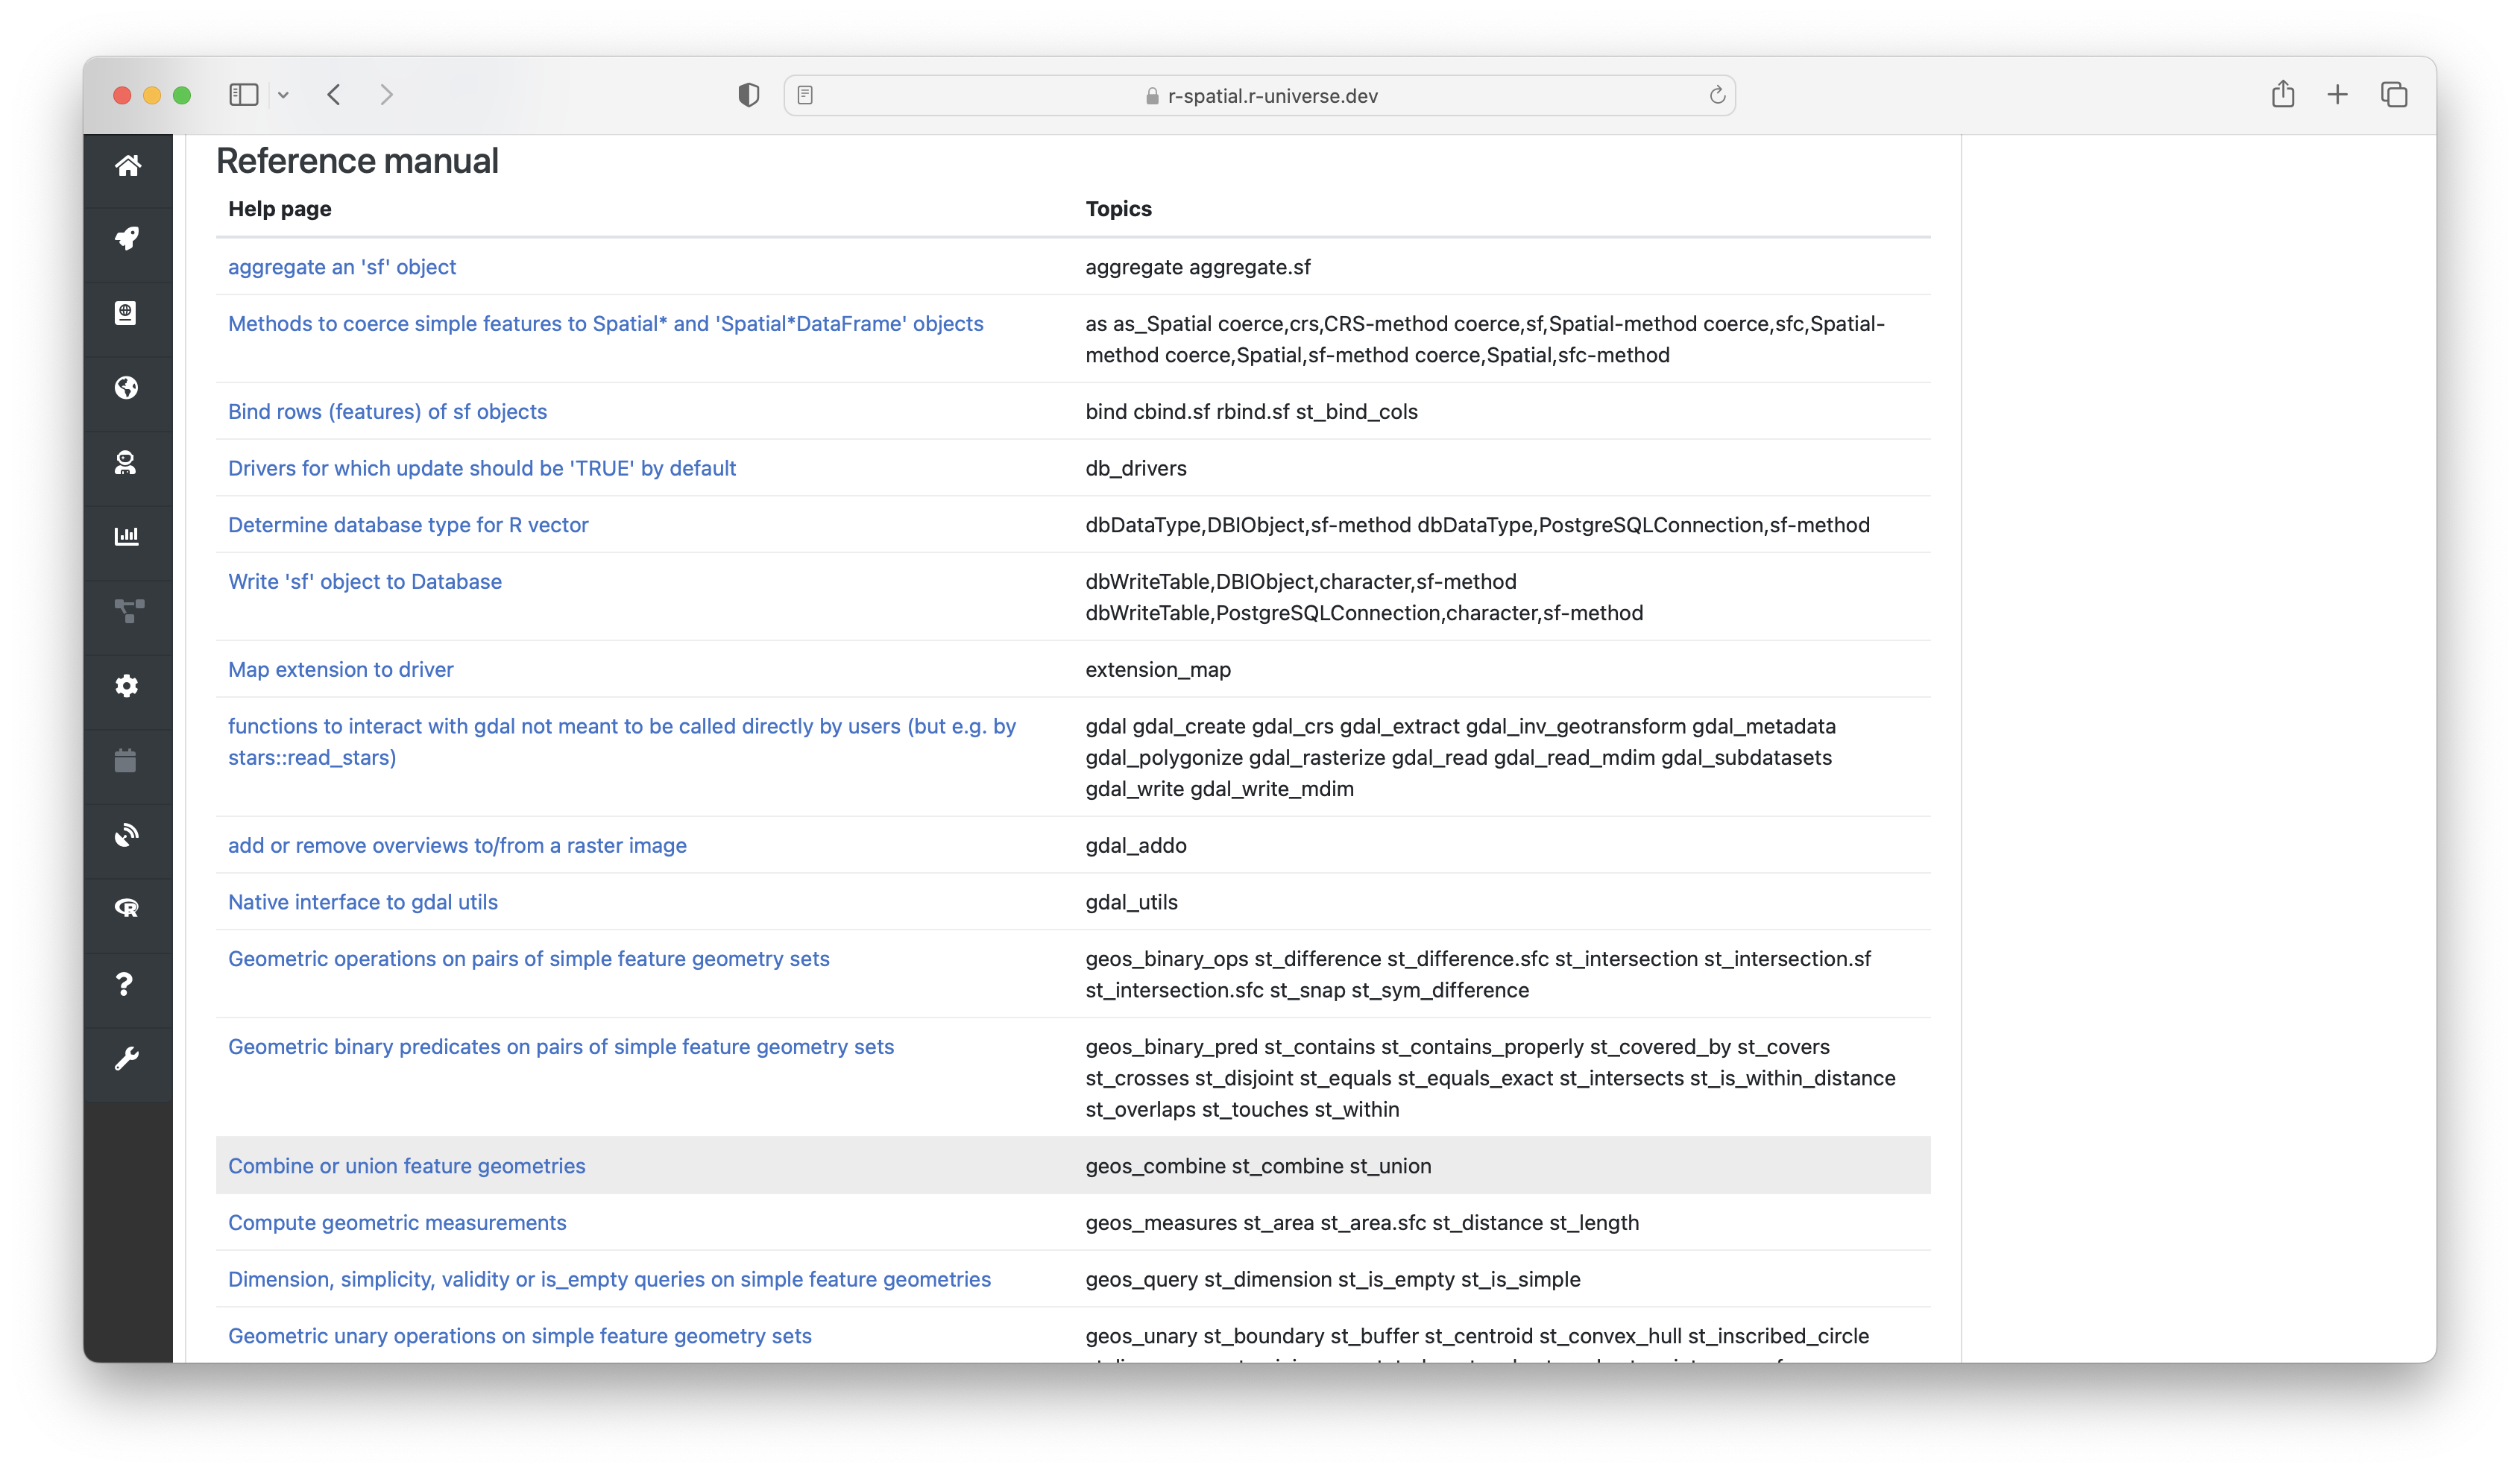 r-spatial.r-universe.dev
Reference manual
Help page Topics
aggregate an 'sf' object aggregate aggregate.sf
Methods to coerce simple features to Spatial* and 'Spatial*DataFrame' objects as as_Spatial coerce,crs,CRS-method coerce,sf,Spatial-method coerce,sfc,Spatial-
method coerce,Spatial,sf-method coerce,Spatial,sfc-method
Bind rows (features) of sf objects bind cbind.sf rbind.sf st_bind_cols
Drivers for which update should be 'TRUE' by default db_drivers
Determine database type for R vector dbDataType,DBIObject,sf-method dbDataType,PostgreSQLConnection,sf-method
Write 'sf' object to Database dbWriteTable,DBIObject,character,sf-method
dbWriteTable,PostgreSQLConnection,character,sf-method
Map extension to driver extension_map
functions to interact with gdal not meant to be called directly by users (but e.g. by gdal gdal_create gdal_crs gdal_extract gdal_inv_geotransform gdal_metadata
stars::read_stars) gdal_polygonize gdal_rasterize gdal_read gdal_read_mdim gdal_subdatasets
gdal_write gdal_write_mdim
add or remove overviews to/from a raster image gdal_addo
Native interface to gdal utils gdal_utils
Geometric operations on pairs of simple feature geometry sets geos_binary_ops st_difference st_difference.sfc st_intersection st_intersection.sf
st_intersection.sfc st_snap st_sym_difference
Geometric binary predicates on pairs of simple feature geometry sets geos_binary_pred st_contains st_contains_properly st_covered_by st_covers
st_crosses st_disjoint st_equals st_equals_exact st_intersects st_is_within_distance
st_overlaps st_touches st_within
Combine or union feature geometries geos_combine st_combine st_union
Compute geometric measurements geos_measures st_area st_area.sfc st_distance st_length
Dimension, simplicity, validity or is_empty queries on simple feature geometries geos_query st_dimension st_is_empty st_is_simple
Geometric unary operations on simple feature geometry sets geos_unary st_boundary st_buffer st_centroid st_convex_hull st_inscribed_circle